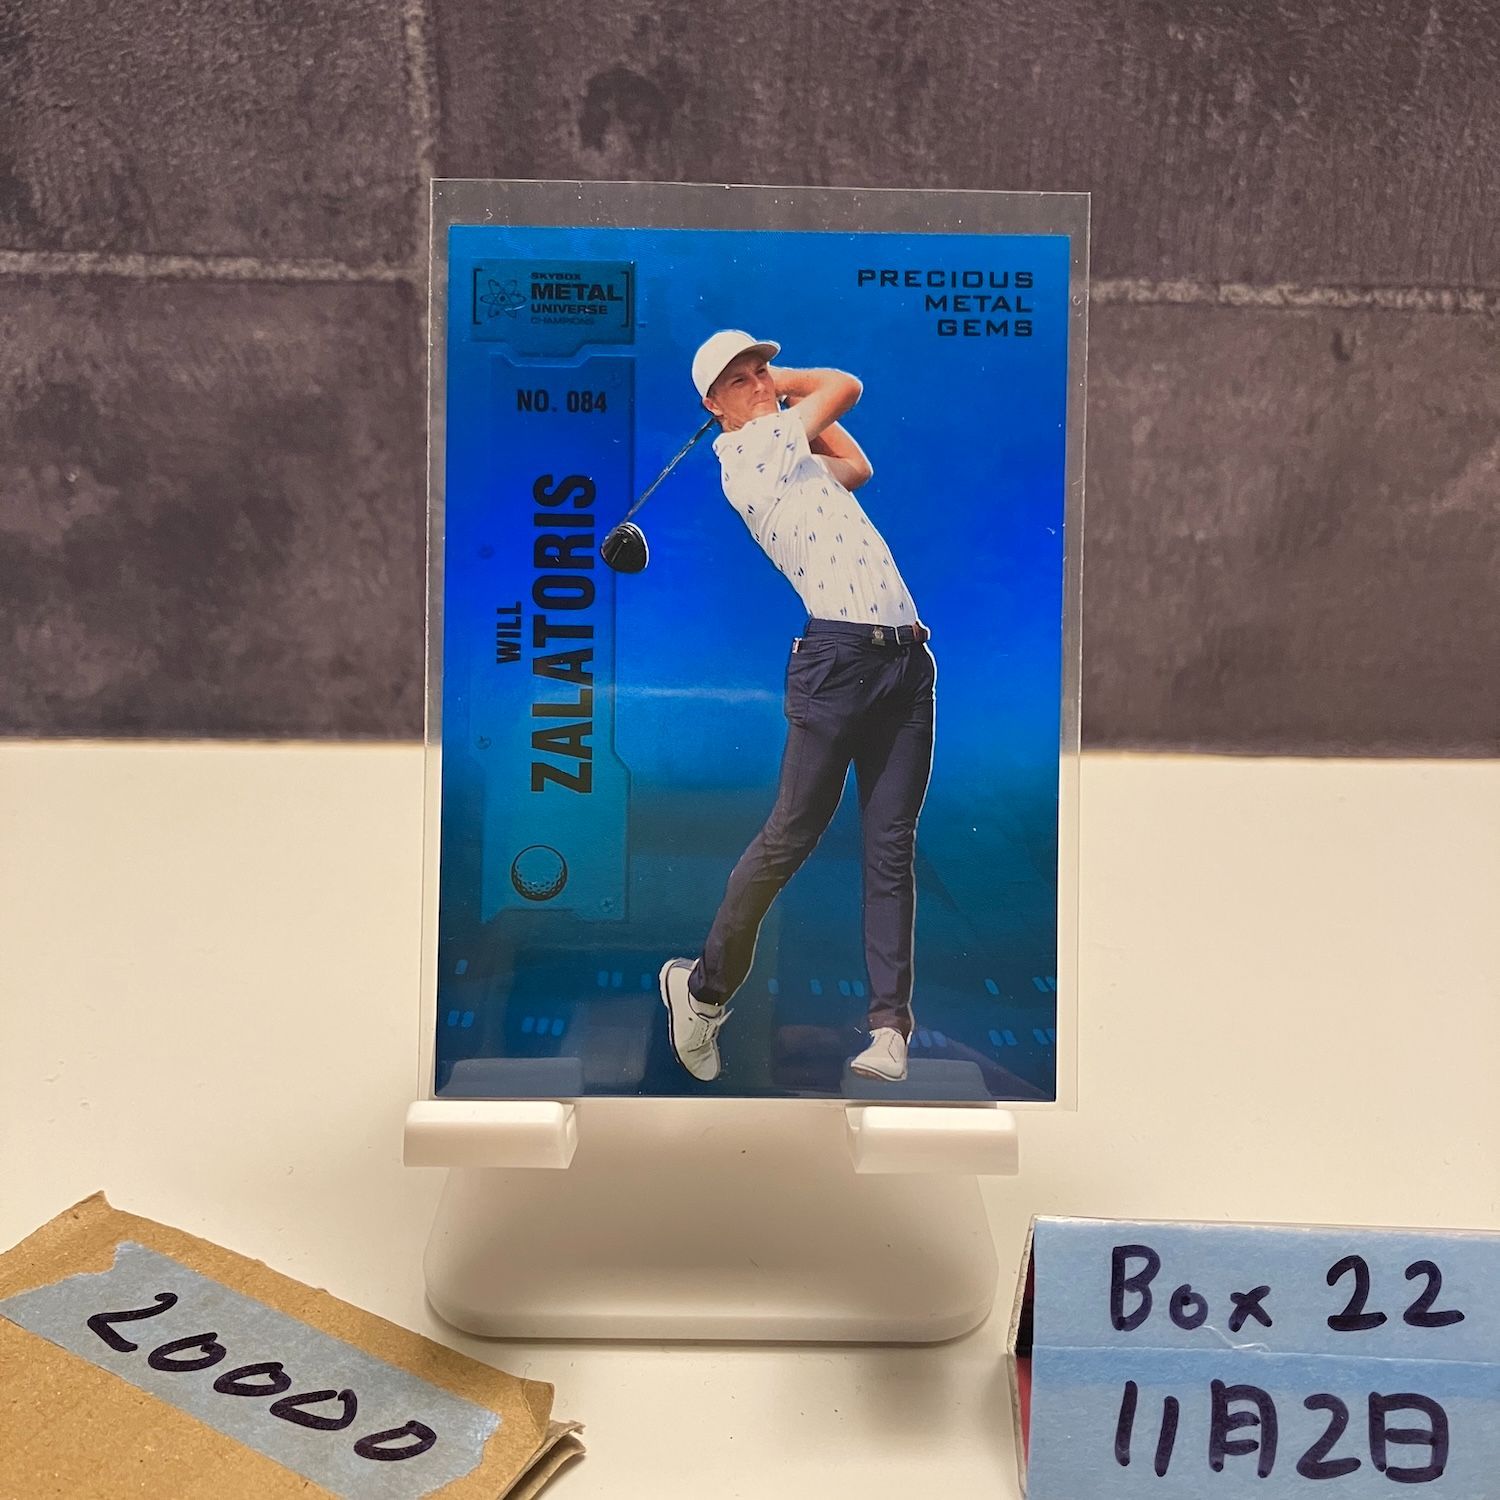 SKYBOX
METAL
UNIVERSE
CHAMPIONS
PRECIOUS
METAL
GEMS
NO. 084
WILL
ZALATORIS
20000
Box 22
11月2日